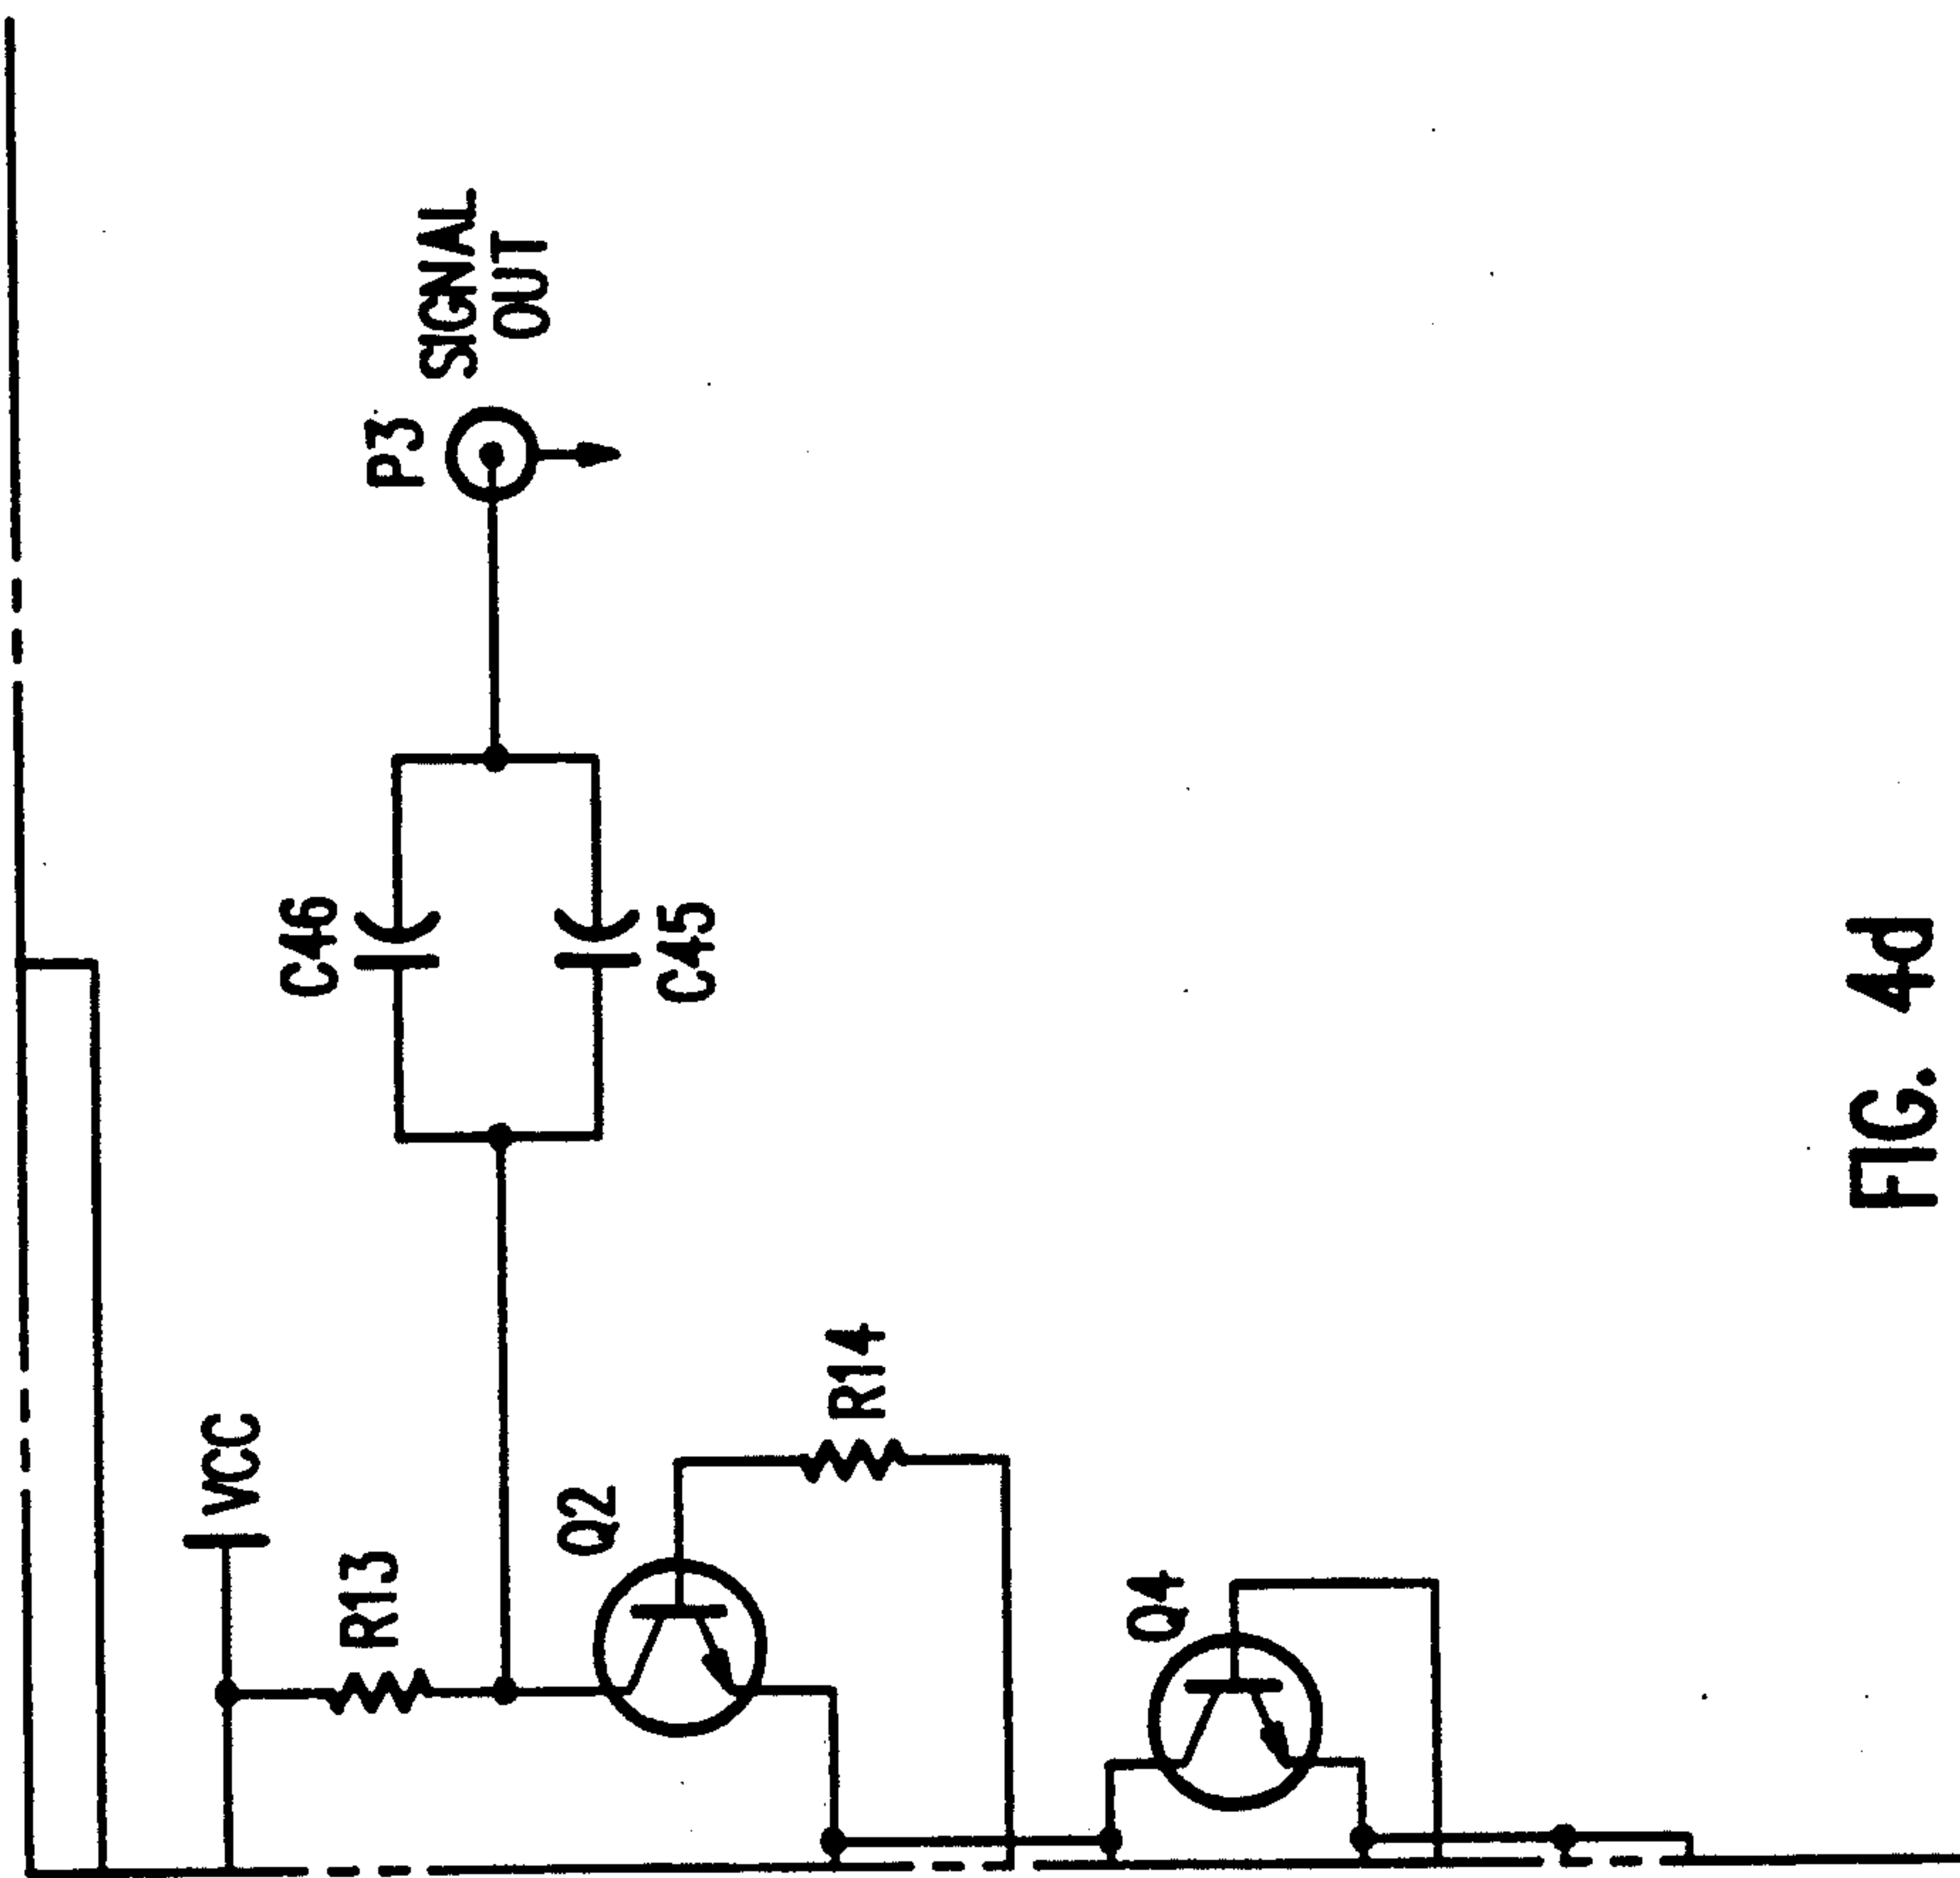 VCC
R13
C46
P3
SIGNAL
OUT
Q2
C45
R14
Q4
FIG. 4d